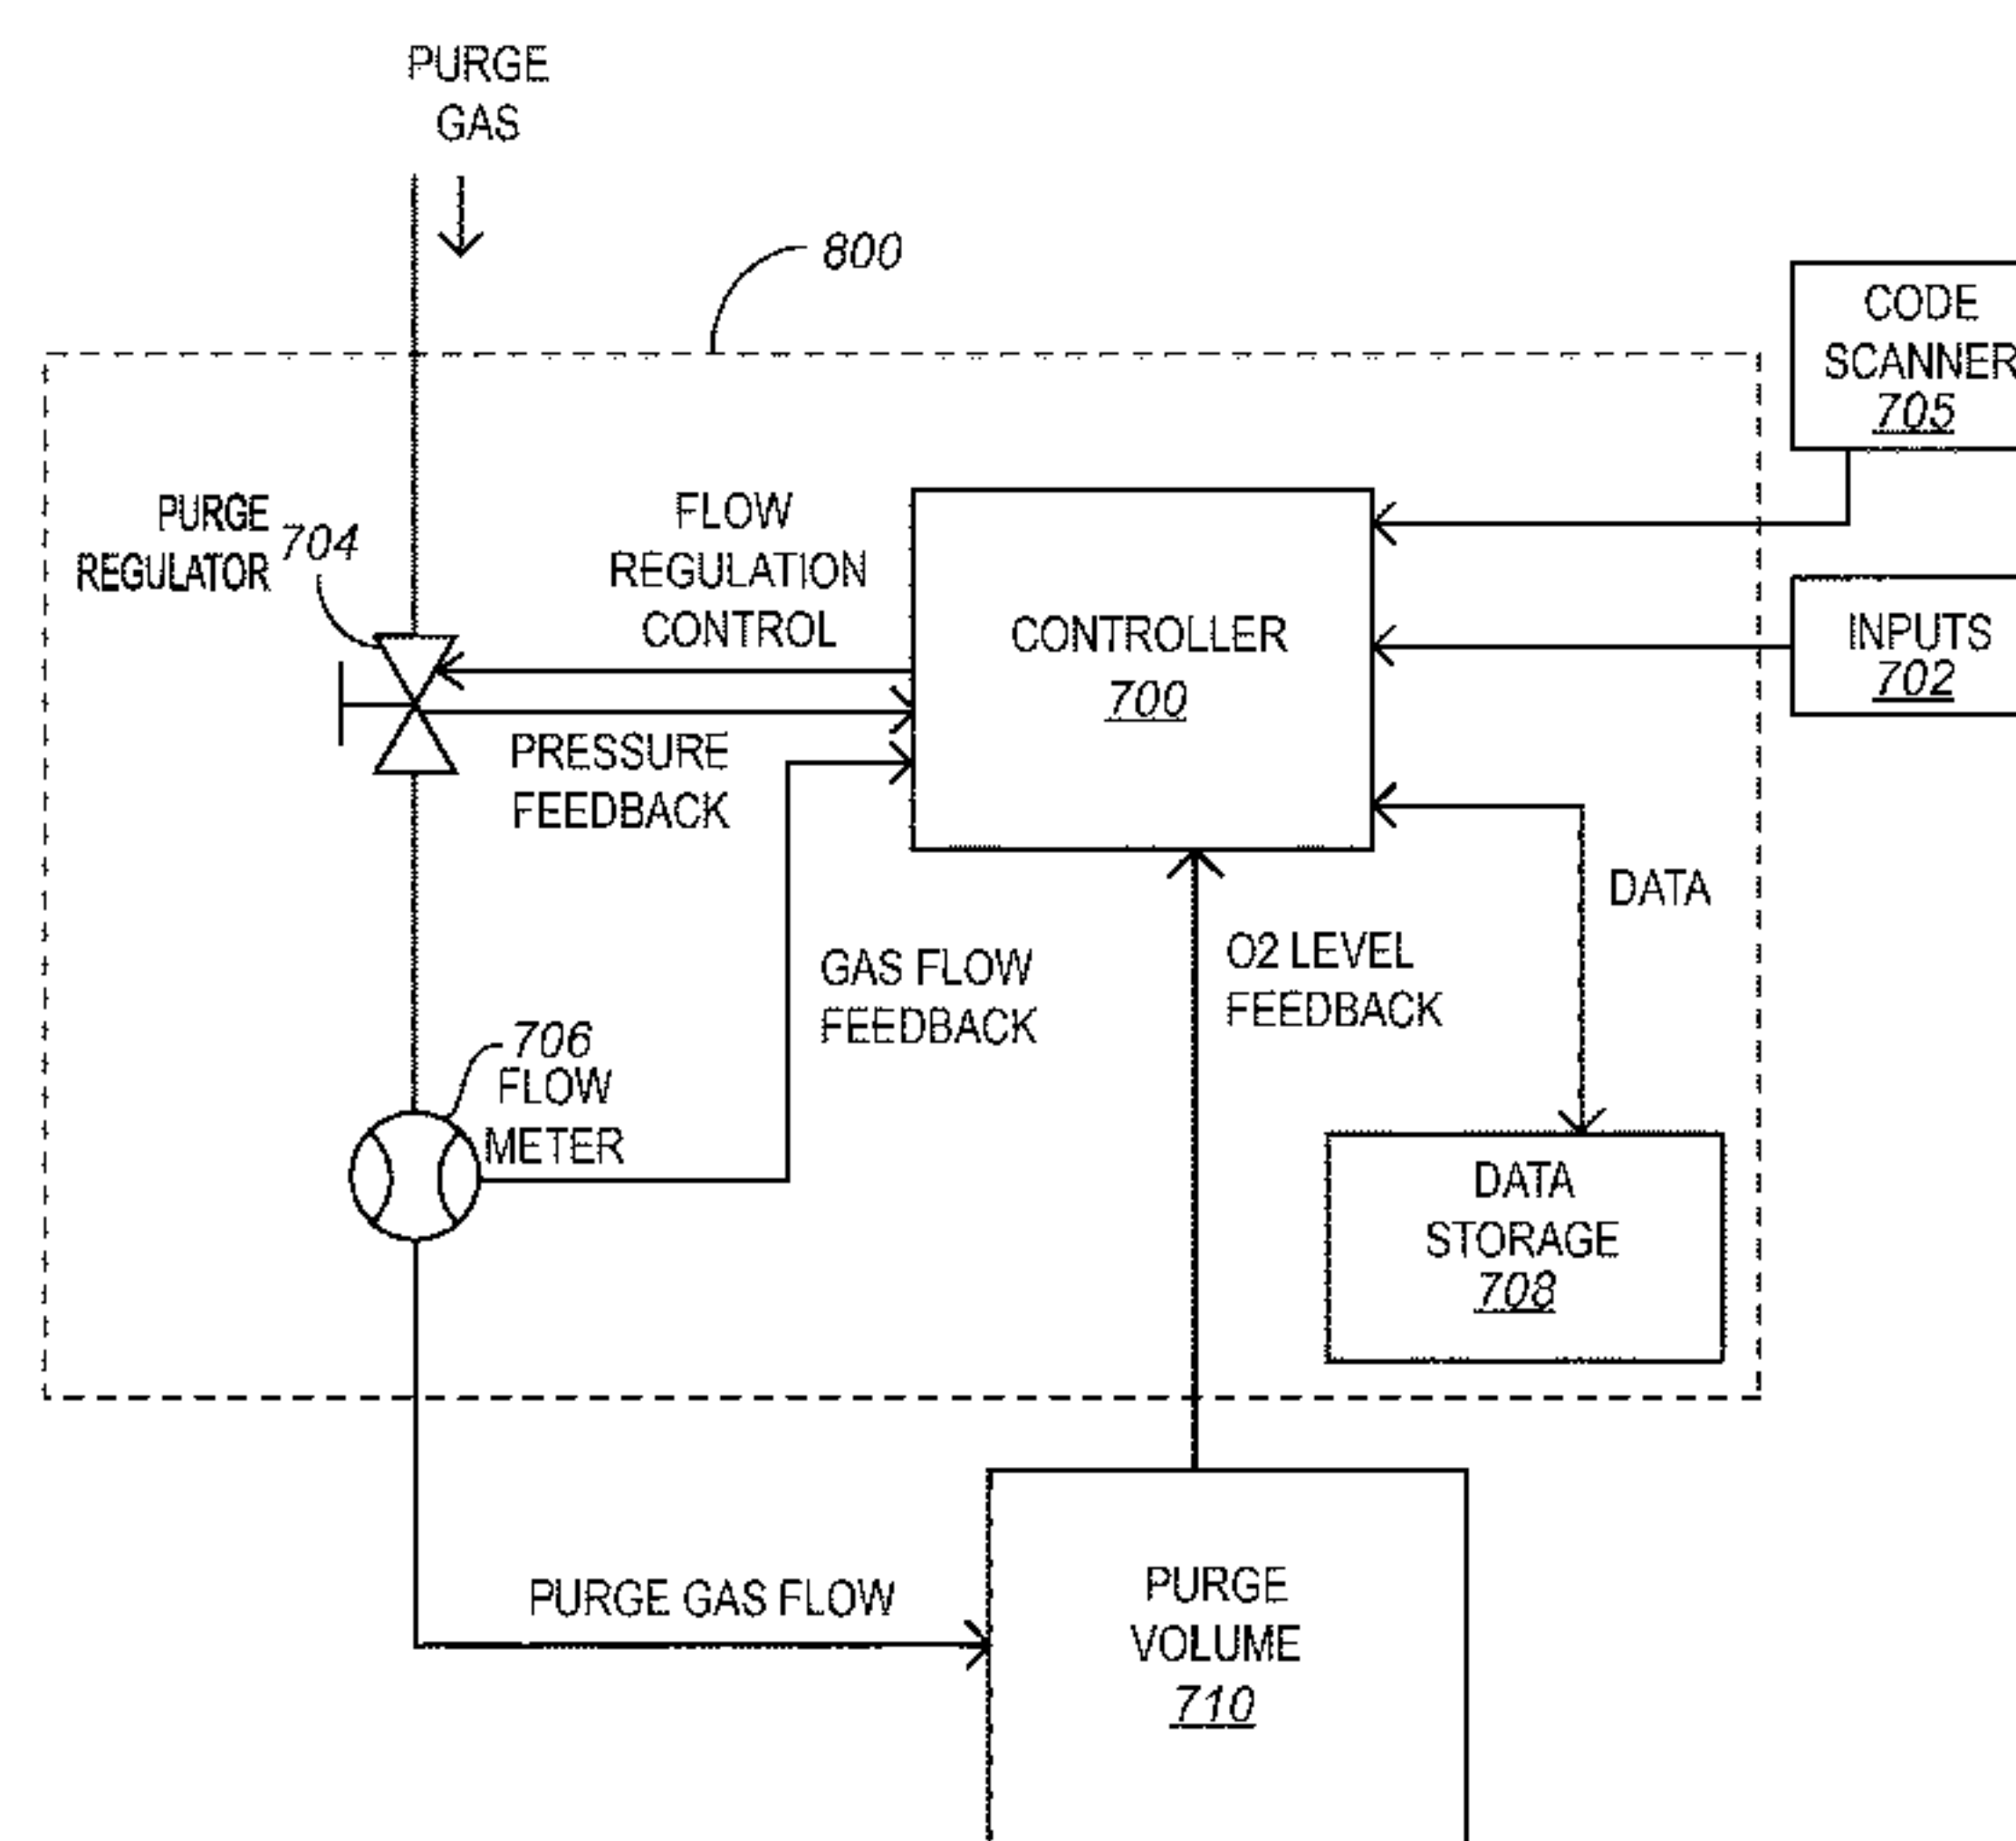 PURGE
GAS
800
CODE
SCANNER
705
PURGE
REGULATOR
704
FLOW
REGULATION
CONTROL
CONTROLLER
700
INPUTS
702
PRESSURE
FEEDBACK
DATA
GAS FLOW
FEEDBACK
O2 LEVEL
FEEDBACK
706
FLOW
METER
DATA
STORAGE
708
PURGE GAS FLOW
PURGE
VOLUME
710